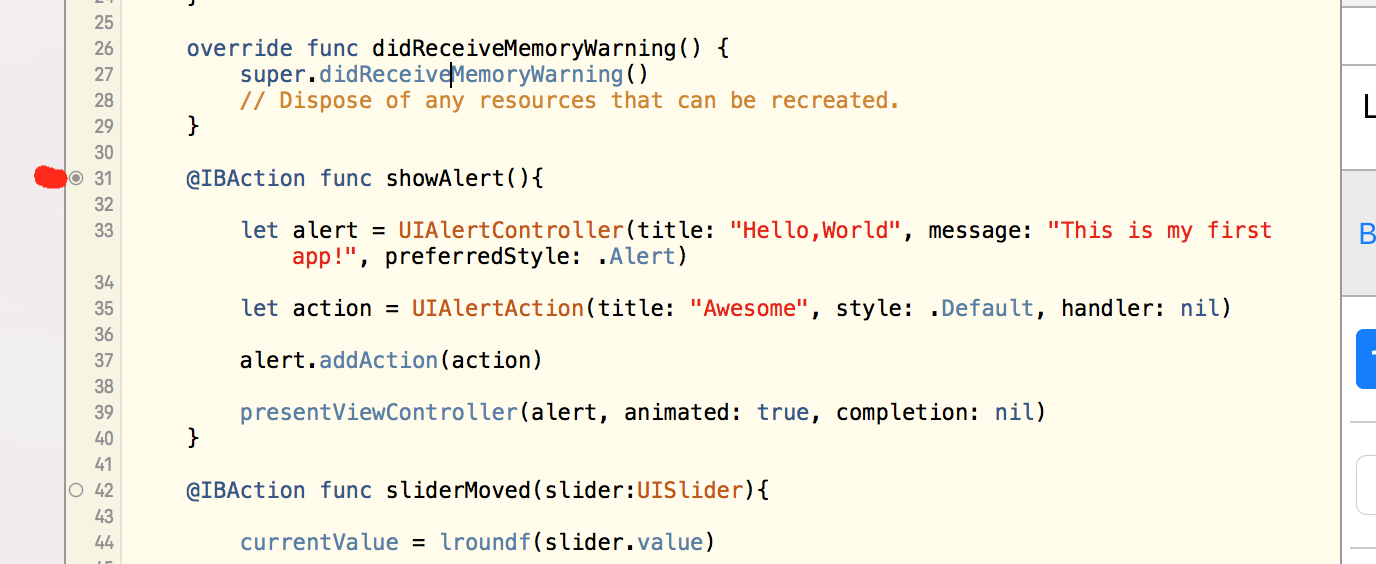 24 }
25
26 override func didReceiveMemoryWarning() {
27 super.didReceiveMemoryWarning()
28 // Dispose of any resources that can be recreated.
29 }
30
31 @IBAction func showAlert(){
32
33 let alert = UIAlertController(title: "Hello,World", message: "This is my first
app!", preferredStyle: .Alert)
34
35 let action = UIAlertAction(title: "Awesome", style: .Default, handler: nil)
36
37 alert.addAction(action)
38
39 presentViewController(alert, animated: true, completion: nil)
40 }
41
42 @IBAction func sliderMoved(slider:UISlider){
43
44 currentValue = lroundf(slider.value)
L
B